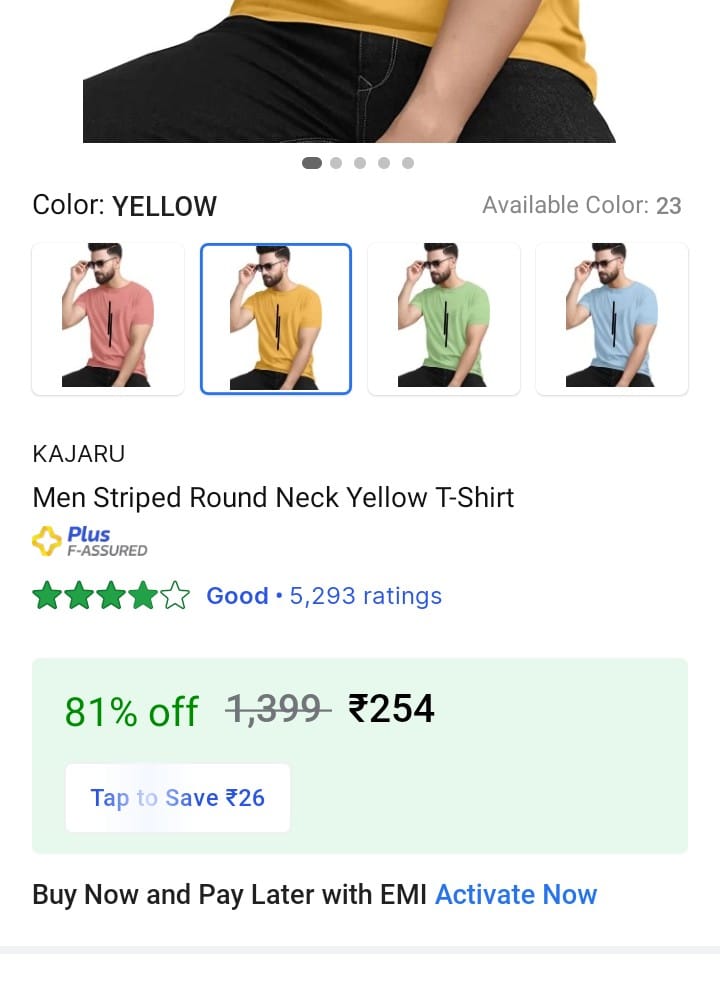 Color: YELLOW
Available Color: 23
KAJARU
Men Striped Round Neck Yellow T-Shirt
Plus
F-ASSURED
Good • 5,293 ratings
81% off 1,399 ₹254
Tap to Save ₹26
Buy Now and Pay Later with EMI Activate Now